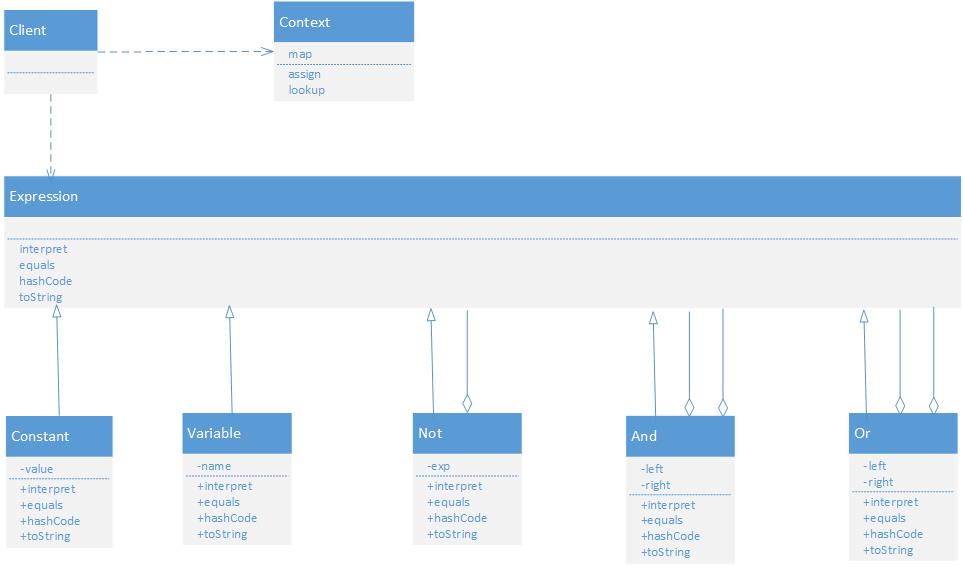 Client
Context
map
assign
lookup
Expression
interpret
equals
hashCode
toString
Constant
-value
+interpret
+equals
+hashCode
+toString
Variable
-name
+interpret
+equals
+hashCode
+toString
Not
-exp
+interpret
+equals
+hashCode
+toString
And
-left
-right
+interpret
+equals
+hashCode
+toString
Or
-left
-right
+interpret
+equals
+hashCode
+toString